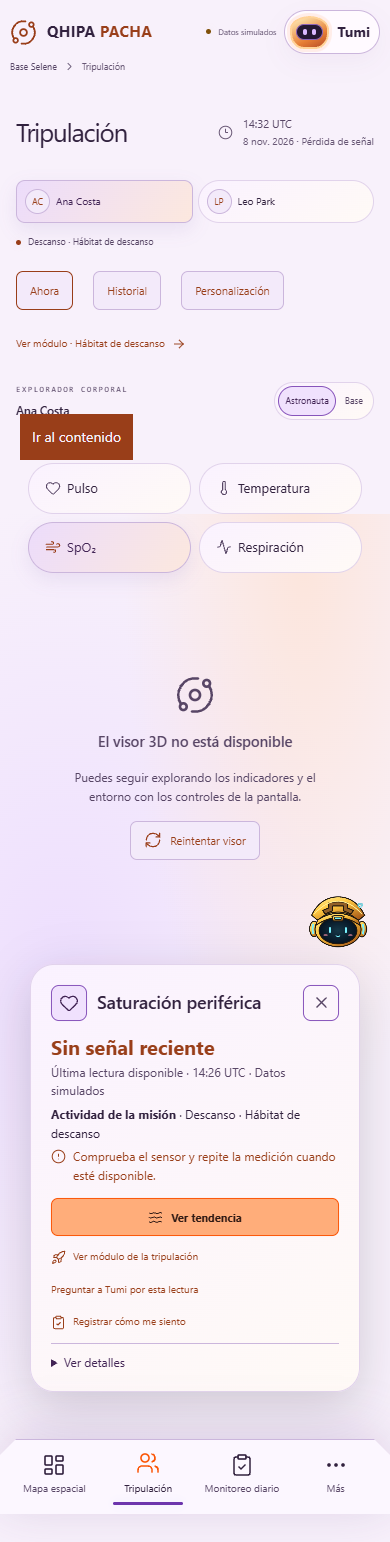 QHIPA PACHA
Datos simulados
Tumi
Base Selene > Tripulación
Tripulación
14:32 UTC
8 nov. 2026 · Pérdida de señal
AC Ana Costa
LP Leo Park
Descanso · Hábitat de descanso
Ahora
Historial
Personalización
Ver módulo · Hábitat de descanso →
EXPLORADOR CORPORAL
Ana Costa
Astronauta
Base
Ir al contenido
Pulso
Temperatura
SpO₂
Respiración
El visor 3D no está disponible
Puedes seguir explorando los indicadores y el
entorno con los controles de la pantalla.
Reintentar visor
Saturación periférica
Sin señal reciente
Última lectura disponible · 14:26 UTC · Datos
simulados
Actividad de la misión · Descanso · Hábitat de
descanso
Comprueba el sensor y repite la medición cuando
esté disponible.
Ver tendencia
Ver módulo de la tripulación
Preguntar a Tumi por esta lectura
Registrar cómo me siento
Ver detalles
Mapa espacial
Tripulación
Monitoreo diario
Más